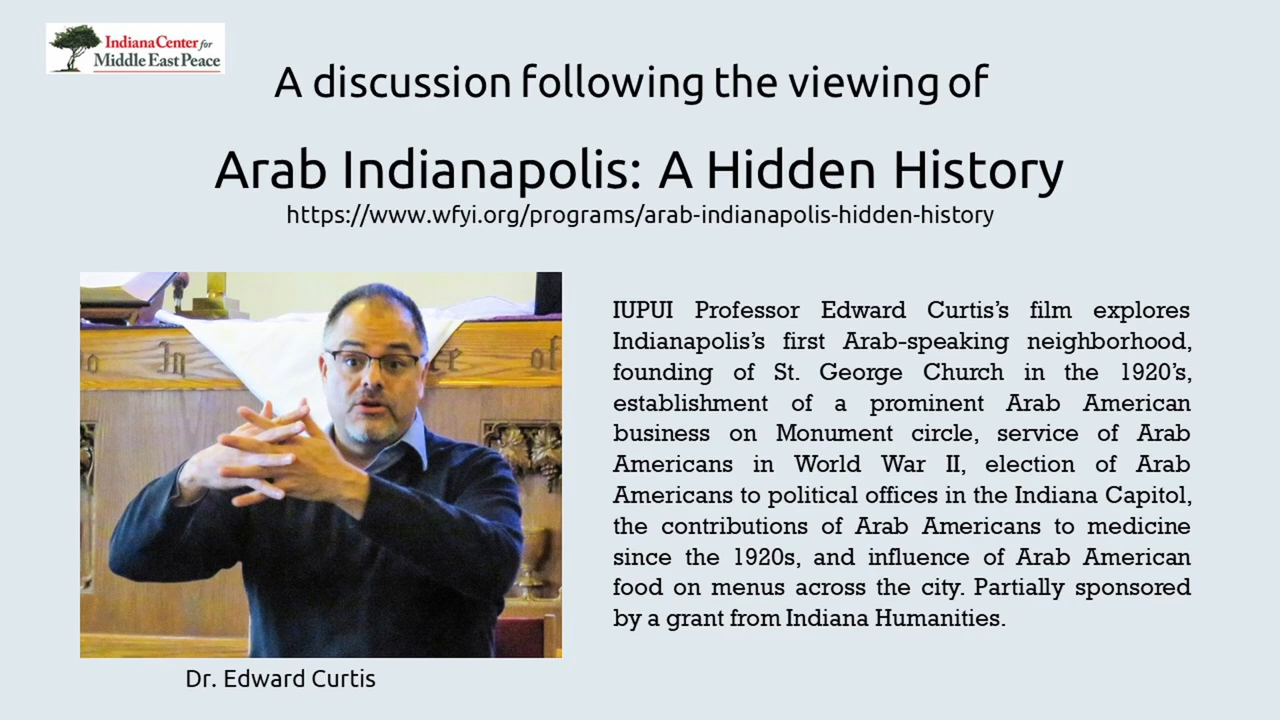 Indiana Center for
Middle East Peace
A discussion following the viewing of
Arab Indianapolis: A Hidden History
https://www.wfyi.org/programs/arab-indianapolis-hidden-history
o In
ce of
IUPUI Professor Edward Curtis's film explores
Indianapolis's first Arab-speaking neighborhood,
founding of St. George Church in the 1920's,
establishment of a prominent Arab American
business on Monument circle, service of Arab
Americans in World War II, election of Arab
Americans to political offices in the Indiana Capitol,
the contributions of Arab Americans to medicine
since the 1920s, and influence of Arab American
food on menus across the city. Partially sponsored
by a grant from Indiana Humanities.
Dr. Edward Curtis